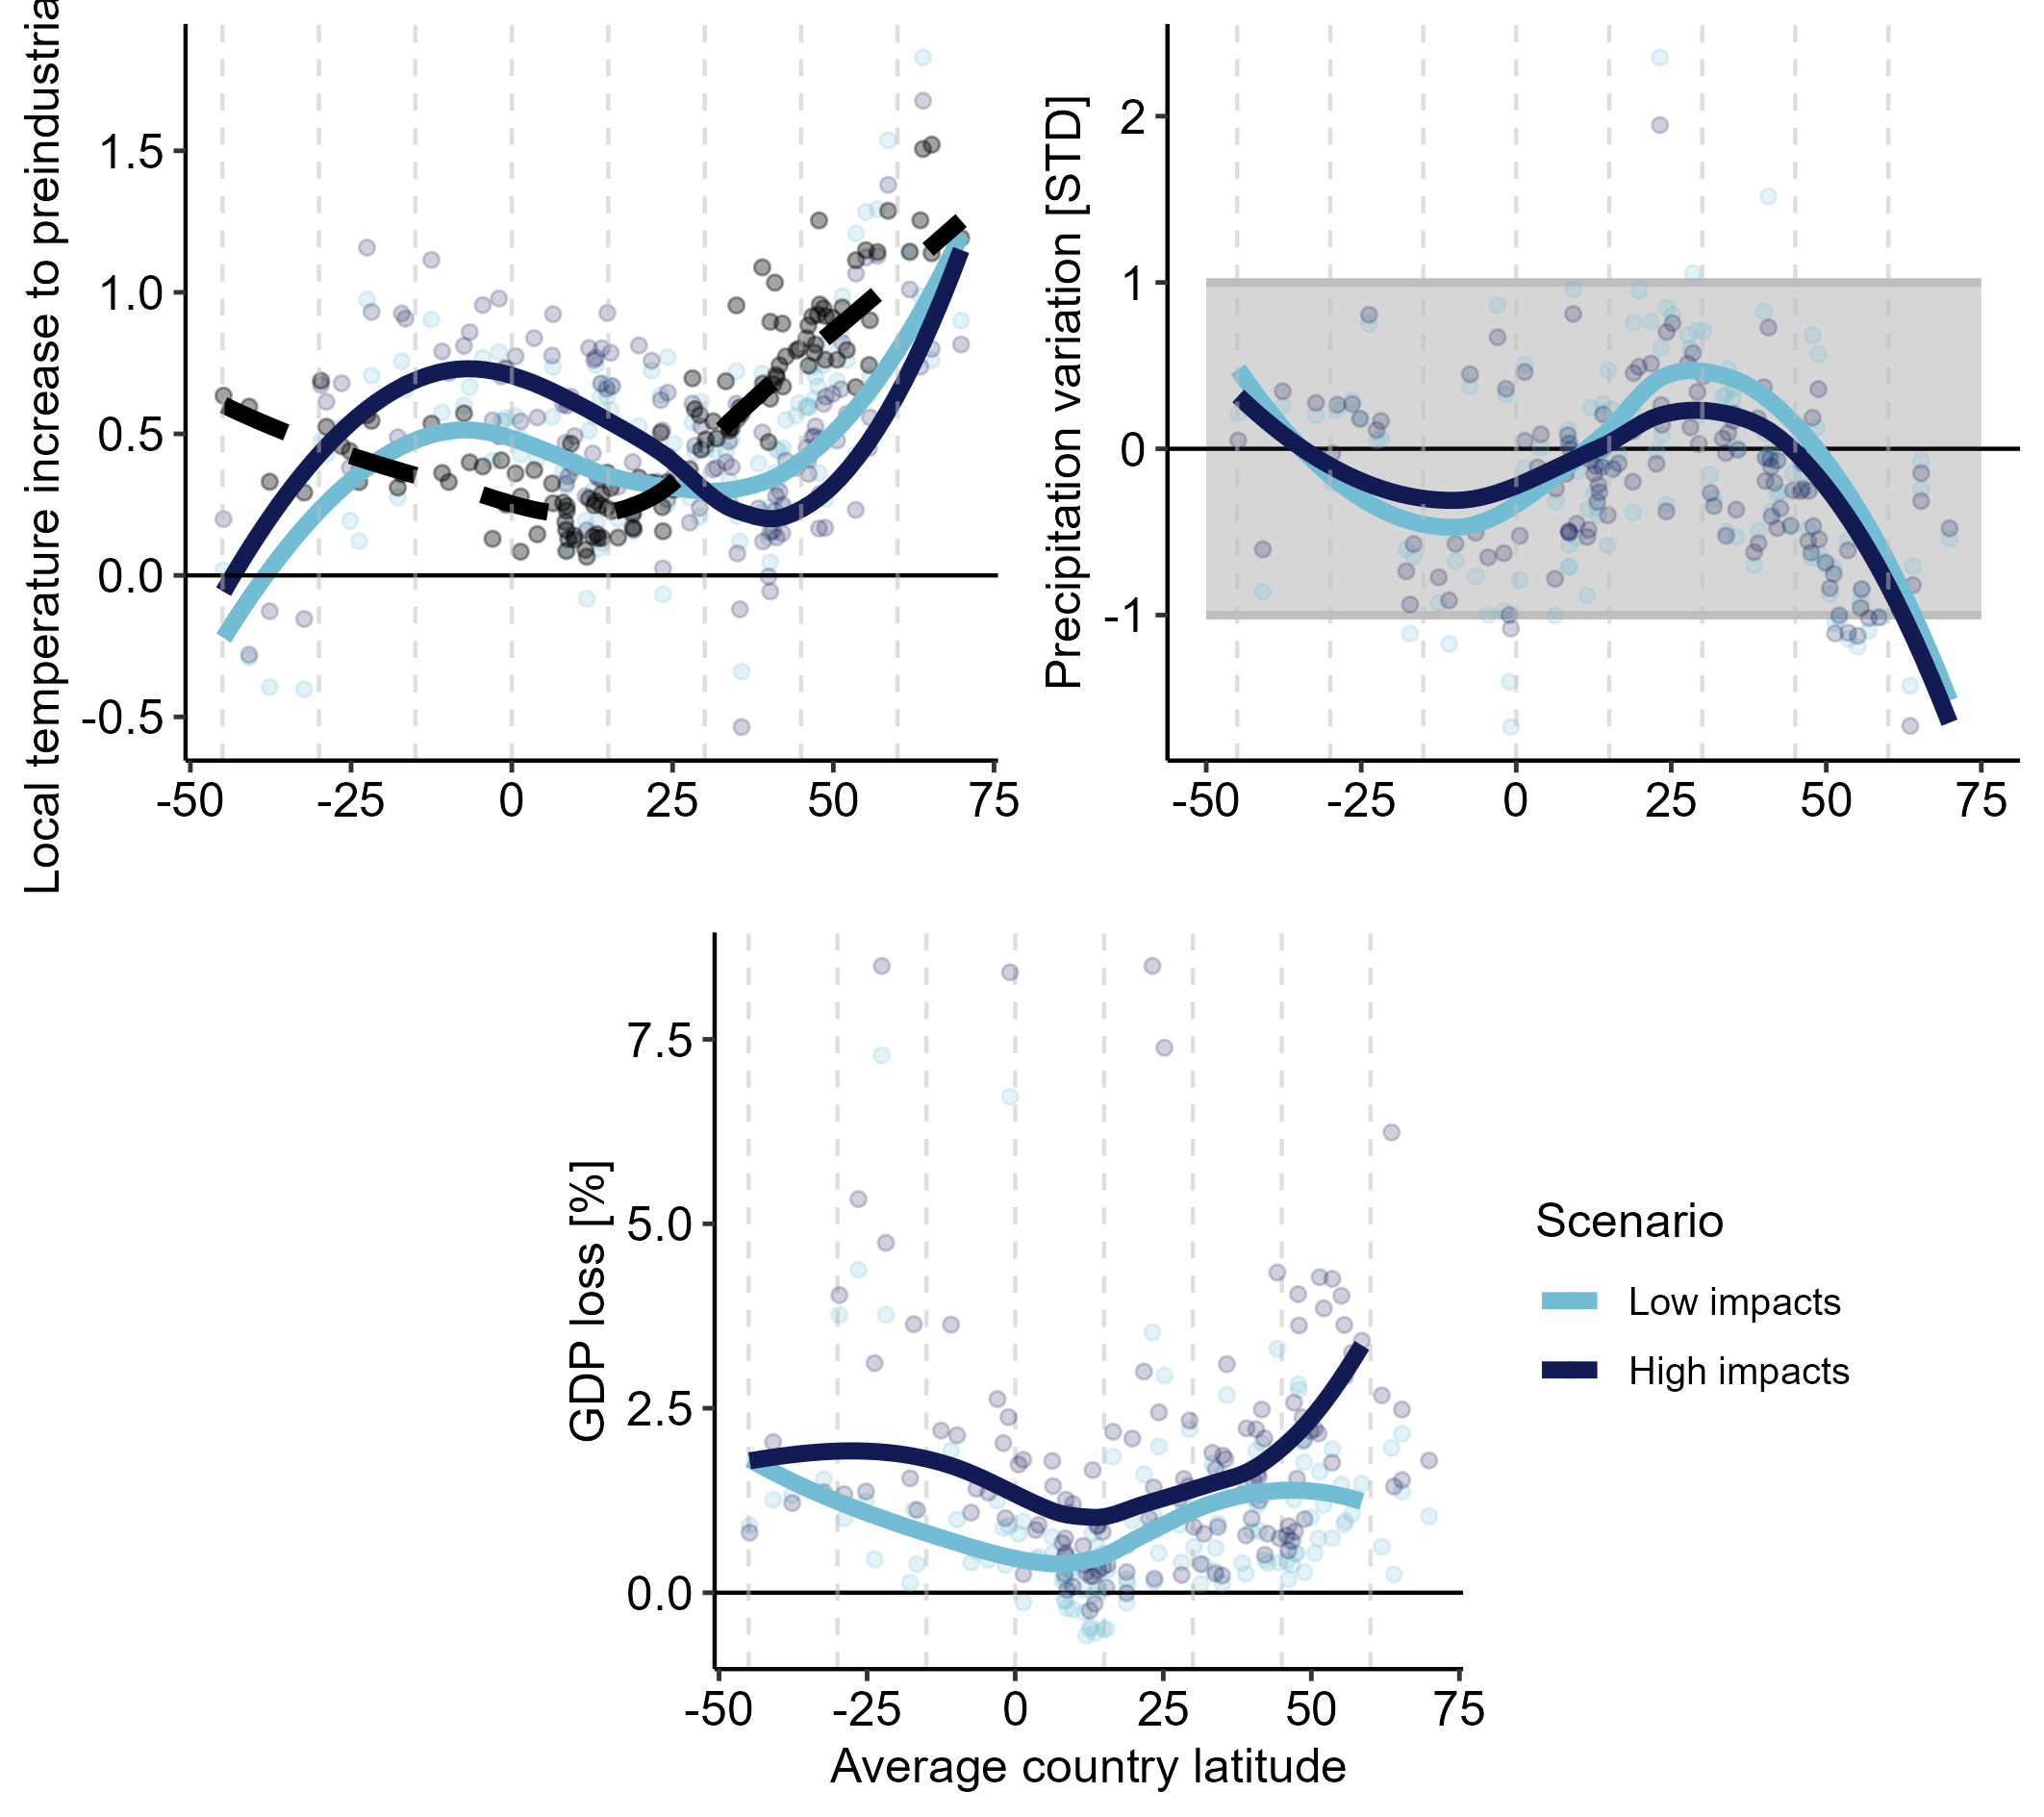 Local temperature increase to preindustria
1.5
1.0
0.5
0.0
-0.5
-50 -25 0 25 50 75
Precipitation variation [STD]
2
1
0
-1
-50 -25 0 25 50 75
GDP loss [%]
7.5
5.0
2.5
0.0
-50 -25 0 25 50 75
Average country latitude
Scenario
Low impacts
High impacts